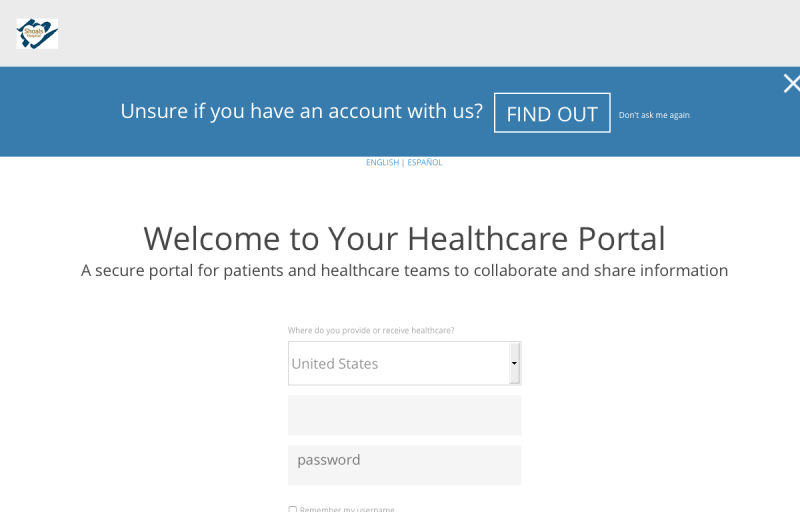 Shoals
Hospital
Unsure if you have an account with us?
FIND OUT
Don't ask me again
ENGLISH | ESPAÑOL
Welcome to Your Healthcare Portal
A secure portal for patients and healthcare teams to collaborate and share information
Where do you provide or receive healthcare?
United States
password
Remember my username